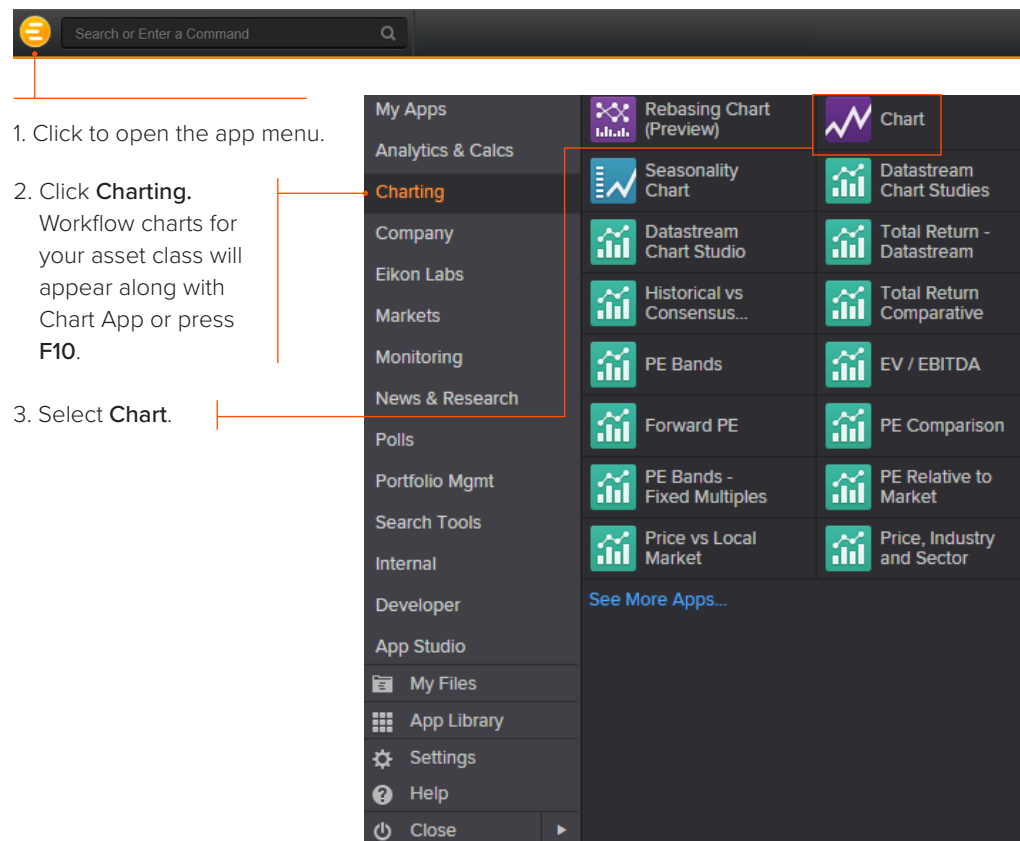 Search or Enter a Command
1. Click to open the app menu.
2. Click Charting.
Workflow charts for
your asset class will
appear along with
Chart App or press
F10.
3. Select Chart.
My Apps
Analytics & Calcs
Charting
Company
Eikon Labs
Markets
Monitoring
News & Research
Polls
Portfolio Mgmt
Search Tools
Internal
Developer
App Studio
My Files
App Library
Settings
Help
Close
Rebasing Chart
(Preview)
Chart
Seasonality
Chart
Datastream
Chart Studies
Datastream
Chart Studio
Total Return -
Datastream
Historical vs
Consensus...
Total Return
Comparative
PE Bands
EV / EBITDA
Forward PE
PE Comparison
PE Bands -
Fixed Multiples
PE Relative to
Market
Price vs Local
Market
Price, Industry
and Sector
See More Apps...